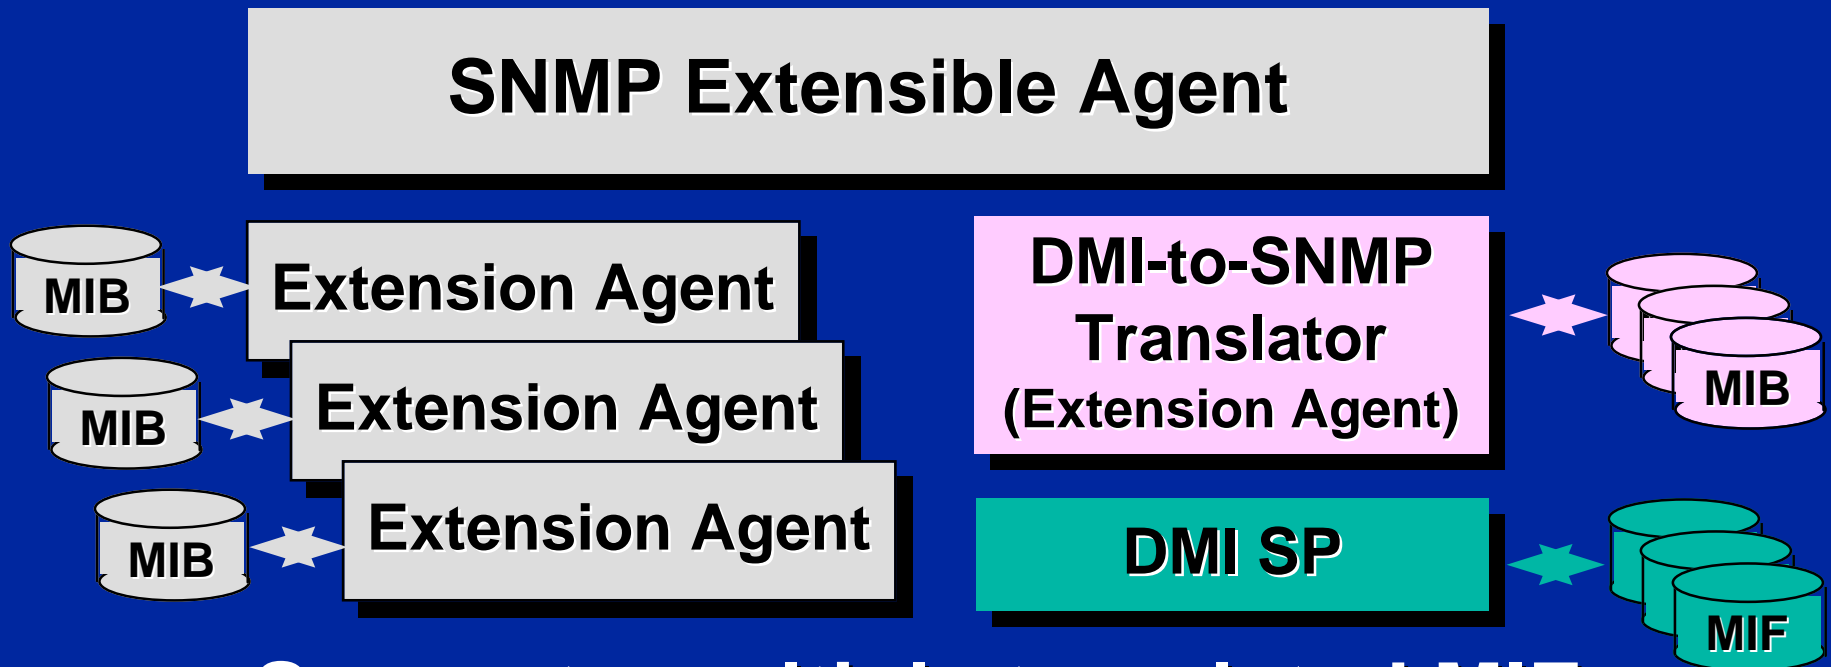 SNMP Extensible Agent
MIB
Extension Agent
MIB
Extension Agent
MIB
Extension Agent
DMI-to-SNMP
Translator
(Extension Agent)
MIB
DMI SP
MIF